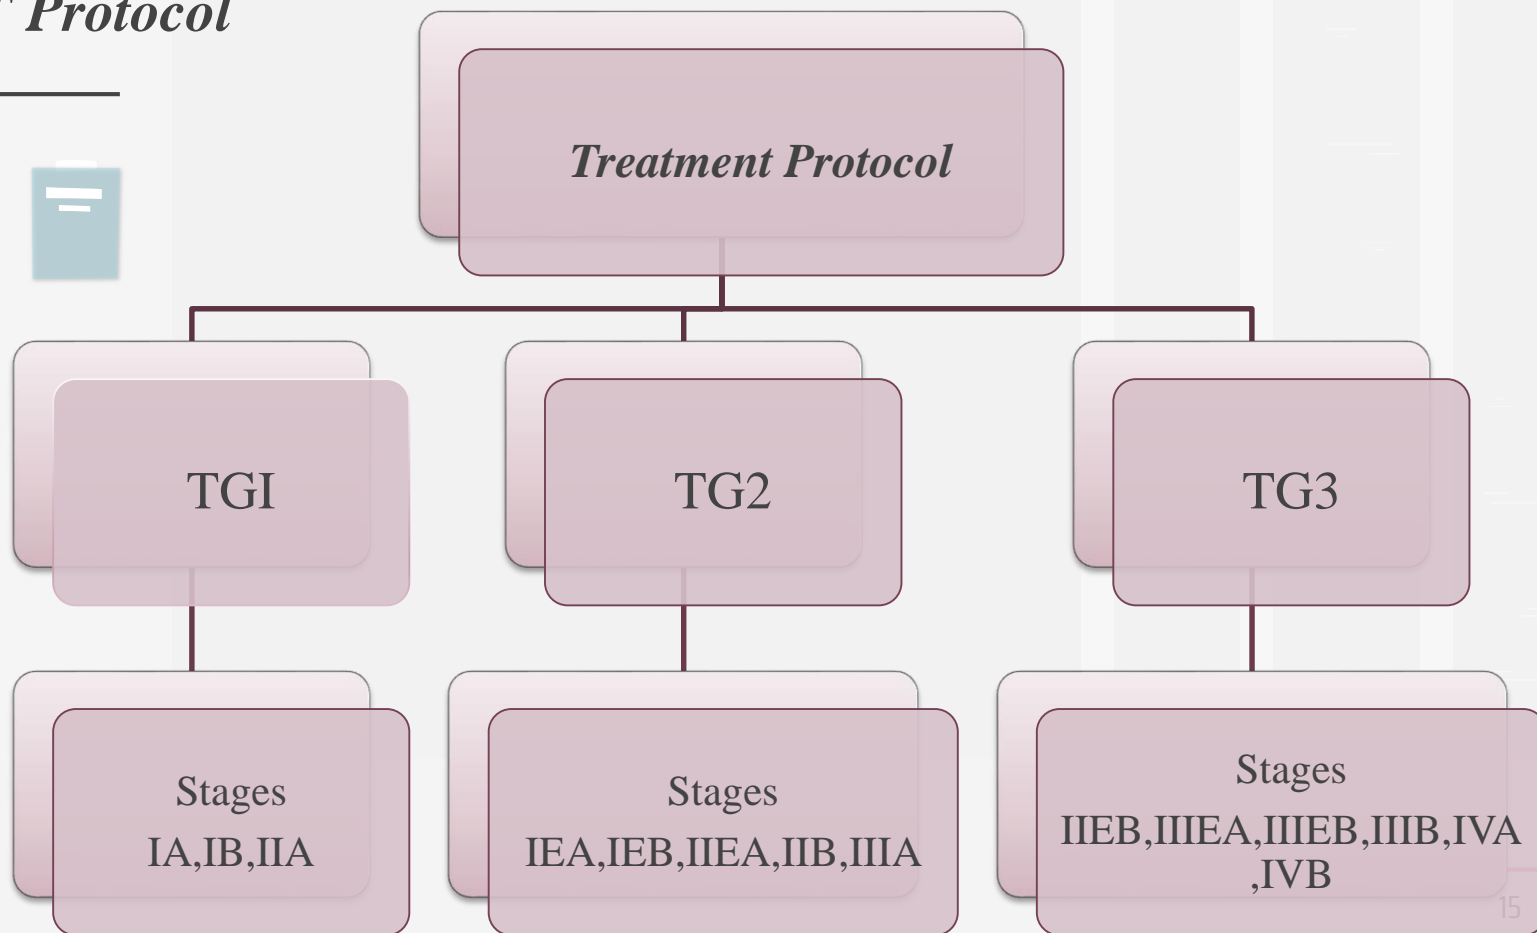 Protocol
Treatment Protocol
TGI
TG2
TG3
Stages
IA,IB,IIA
Stages
IEA,IEB,IIEA,IIB,IIIA
Stages
IIEB,IIIEA,IIIEB,IIIB,IVA
,IVB
15